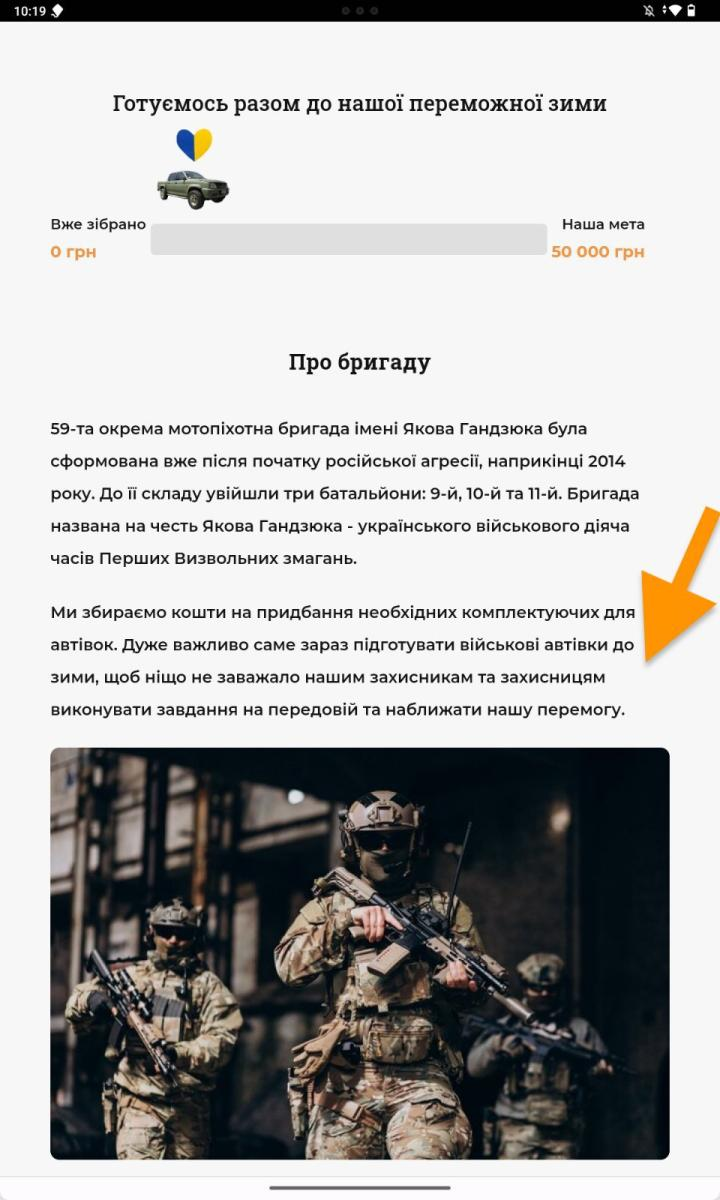 10:19
Готуємось разом до нашої переможної зими
Вже зібрано
Наша мета
0 грн
50 000 грн
Про бригаду
59-та окрема мотопіхотна бригада імені Якова Гандзюка була
сформована вже після початку російської агресії, наприкінці 2014
року. До її складу увійшли три батальйони: 9-й, 10-й та 11-й. Бригада
названа на честь Якова Гандзюка - українського військового діяча
часів Перших Визвольних змагань.
Ми збираємо кошти на придбання необхідних комплектуючих для
автівок. Дуже важливо саме зараз підготувати військові автівки до
зими, щоб ніщо не заважало нашим захисникам та захисницям
виконувати завдання на передовій та наближати нашу перемогу.